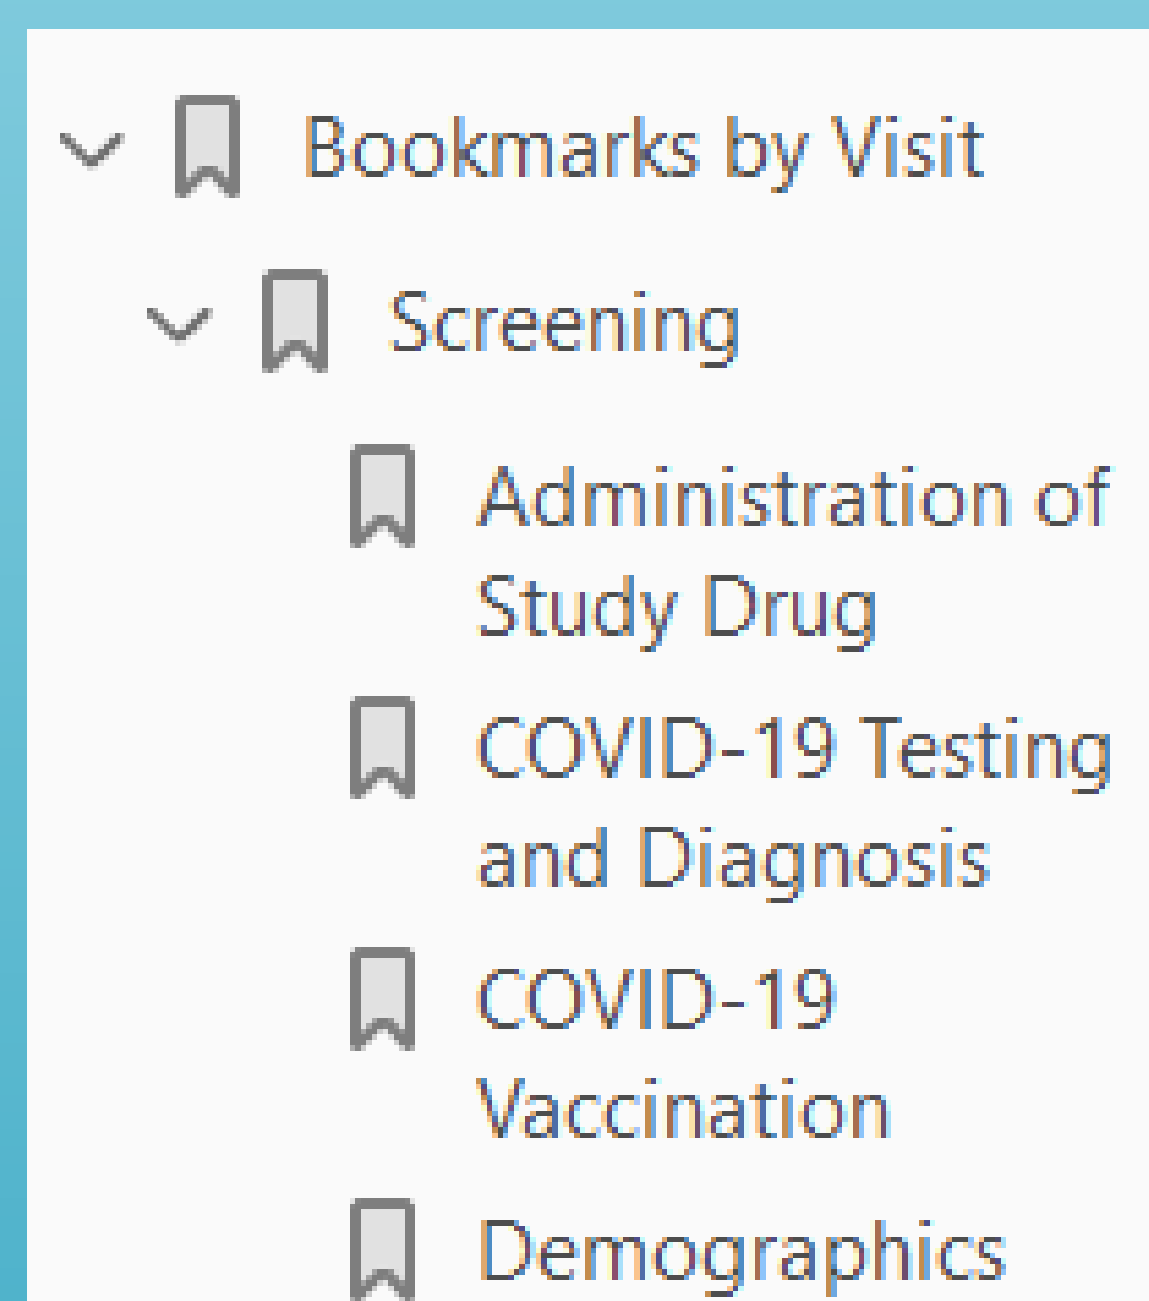 Bookmarks by Visit
Screening
Administration of
Study Drug
COVID-19 Testing
and Diagnosis
COVID-19
Vaccination
Demographics